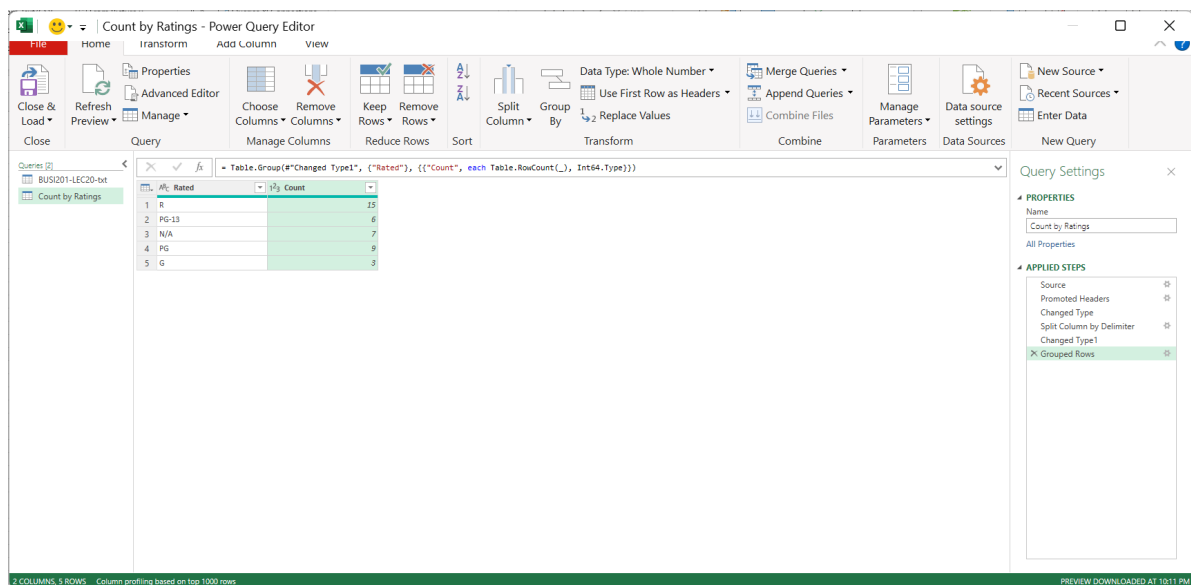 Count by Ratings - Power Query Editor
File Home Transform Add Column View
Close & Load
Close
Refresh Preview
Properties
Advanced Editor
Manage
Query
Choose Columns
Remove Columns
Manage Columns
Keep Rows
Remove Rows
Reduce Rows
Sort
Split Column
Group By
Data Type: Whole Number
Use First Row as Headers
Replace Values
Transform
Merge Queries
Append Queries
Combine Files
Combine
Manage Parameters
Parameters
Data source settings
Data Sources
New Source
Recent Sources
Enter Data
New Query
Queries [2]
BUSI201-LEC20-txt
Count by Ratings
fx = Table.Group(#"Changed Type1", {"Rated"}, {{"Count", each Table.RowCount(_), Int64.Type}})
ABC Rated 123 Count
1 R 15
2 PG-13 6
3 N/A 7
4 PG 9
5 G 3
Query Settings
PROPERTIES
Name
Count by Ratings
All Properties
APPLIED STEPS
Source
Promoted Headers
Changed Type
Split Column by Delimiter
Changed Type1
Grouped Rows
2 COLUMNS, 5 ROWS Column profiling based on top 1000 rows
PREVIEW DOWNLOADED AT 10:11 PM